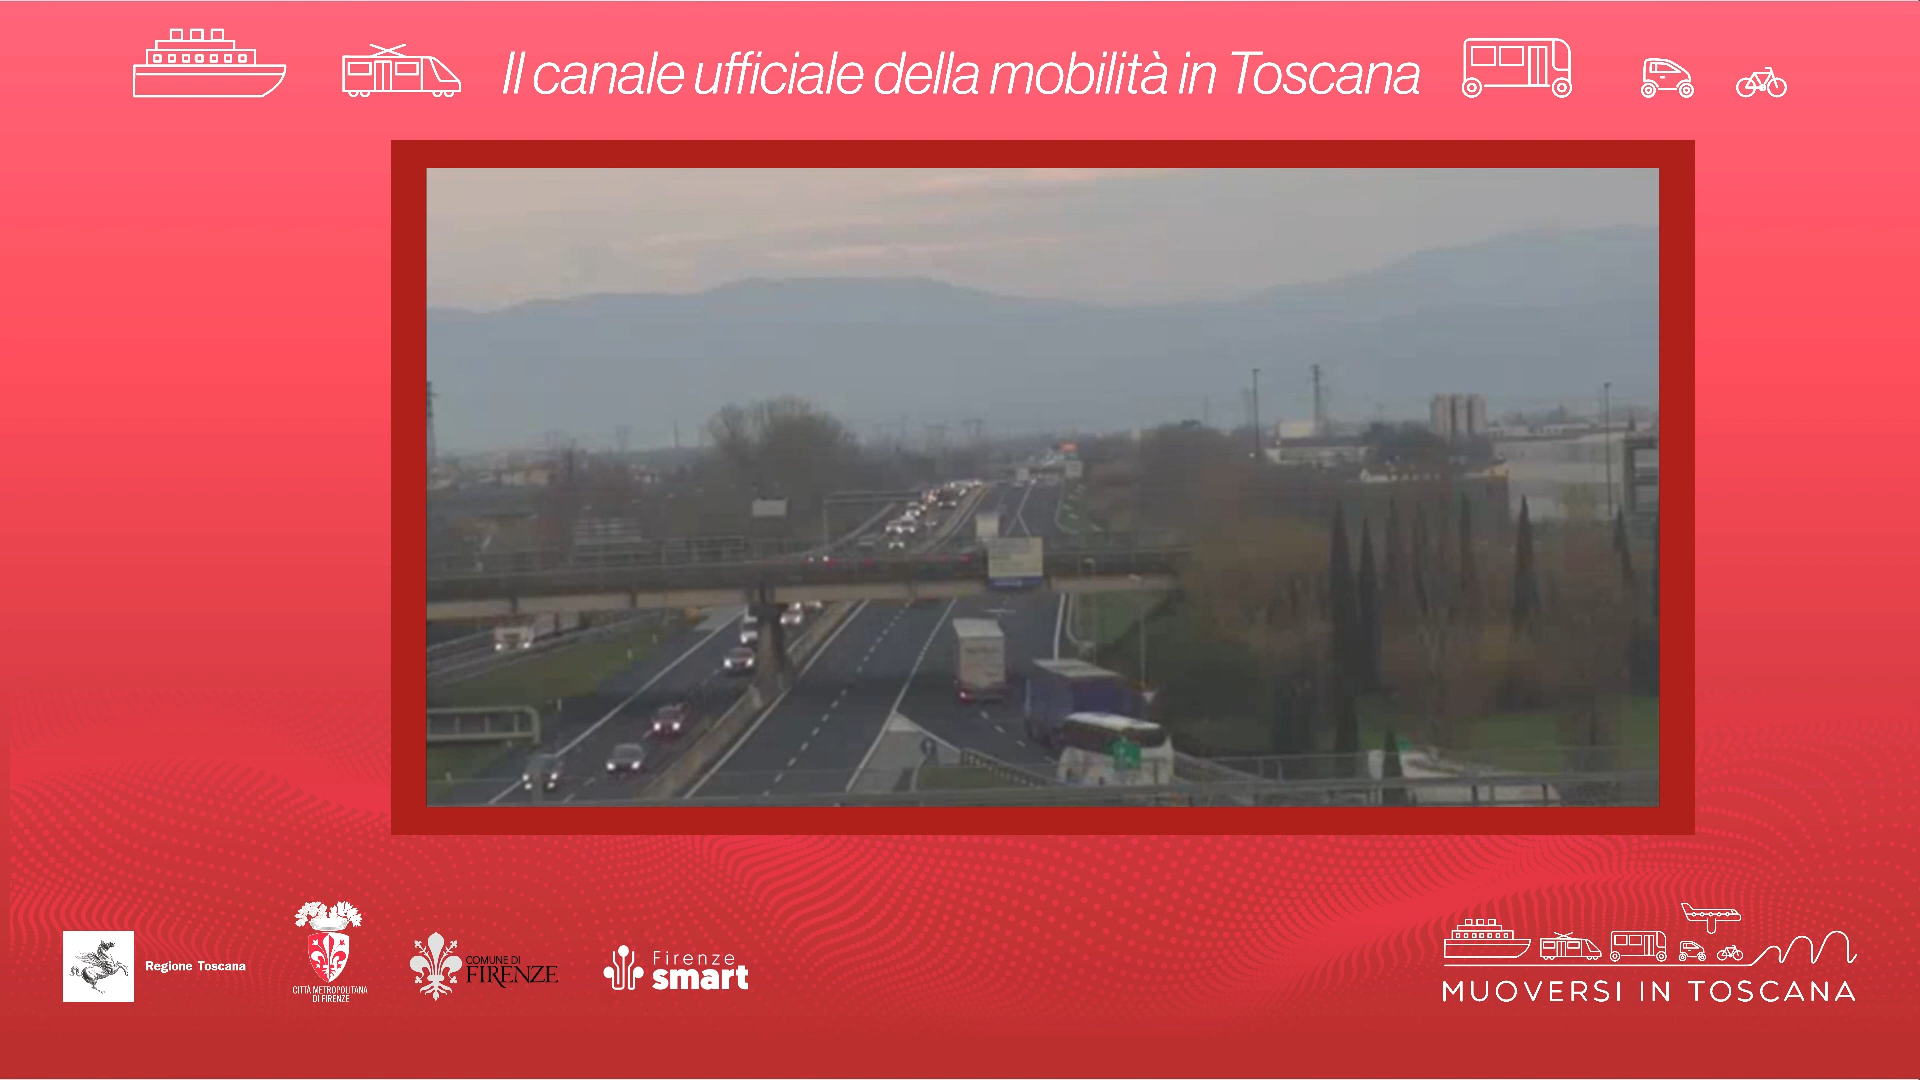 Il canale ufficiale della mobilità in Toscana
Regione Toscana
CITTÀ METROPOLITANA
DI FIRENZE
COMUNE DI
FIRENZE
Firenze
smart
MUOVERSI IN TOSCANA